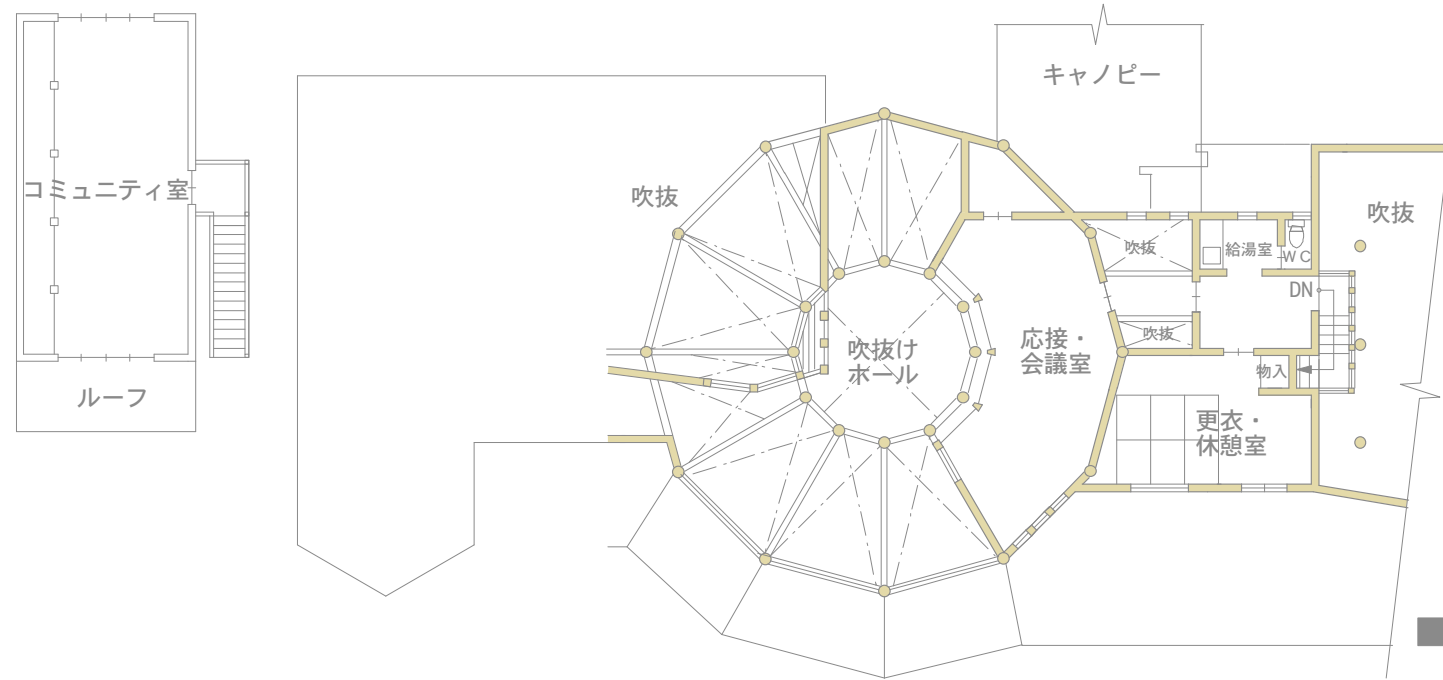 キャノピー
コミュニティ室
吹抜
吹抜
吹抜
給湯室
WC
DN
吹抜
吹抜け
ホール
応接・
会議室
物入
ルーフ
更衣・
休憩室